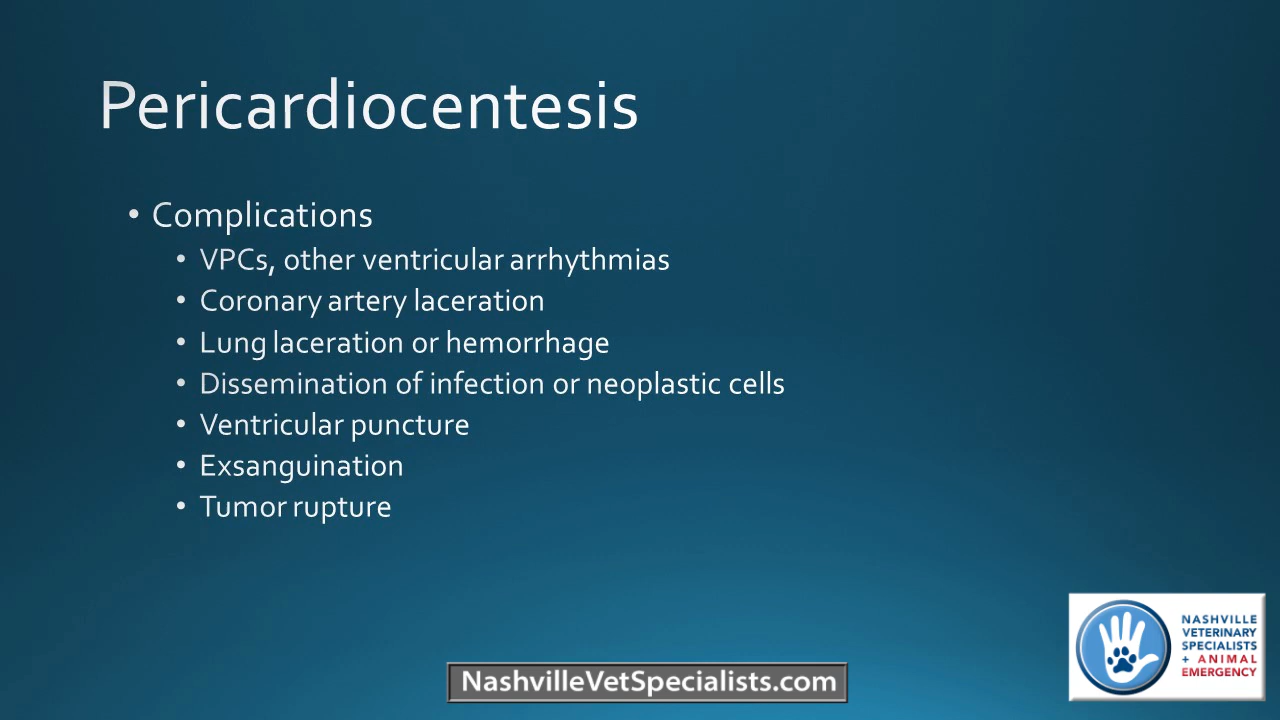 Pericardiocentesis
• Complications
• VPCs, other ventricular arrhythmias
• Coronary artery laceration
• Lung laceration or hemorrhage
• Dissemination of infection or neoplastic cells
• Ventricular puncture
• Exsanguination
• Tumor rupture
NASHVILLE
VETERINARY
SPECIALISTS
+ ANIMAL
EMERGENCY
NashvilleVetSpecialists.com